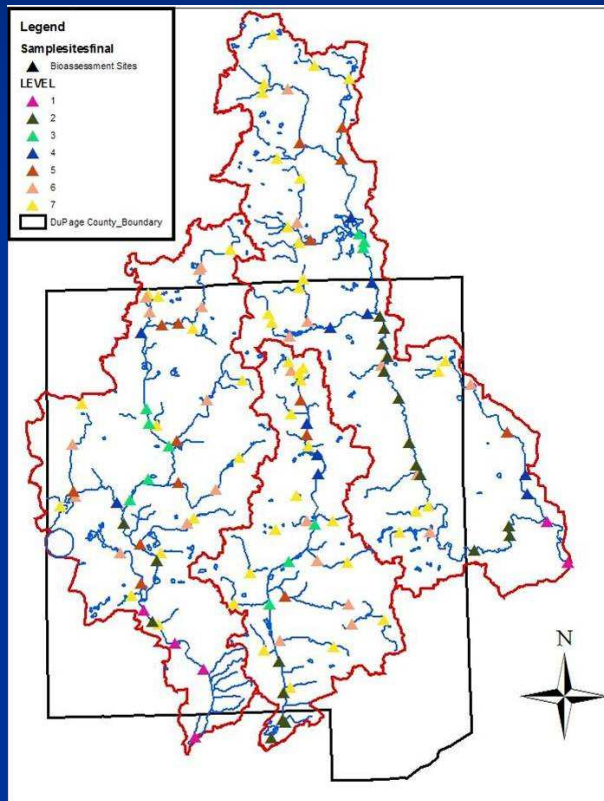 Legend
Samplesitesfinal
Bioassessment Sites
LEVEL
1
2
3
4
5
6
7
DuPage County_Boundary
N